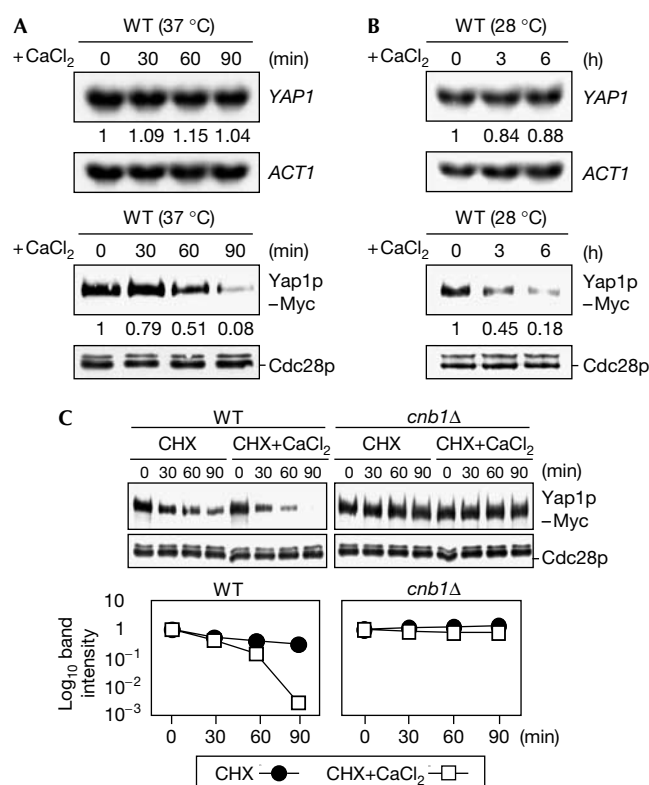 A
WT (37 °C)
+CaCl2 0 30 60 90 (min)
YAP1
1 1.09 1.15 1.04
ACT1
WT (37 °C)
+CaCl2 0 30 60 90 (min)
Yap1p
–Myc
1 0.79 0.51 0.08
Cdc28p
B
WT (28 °C)
+CaCl2 0 3 6 (h)
YAP1
1 0.84 0.88
ACT1
WT (28 °C)
+CaCl2 0 3 6 (h)
Yap1p
–Myc
1 0.45 0.18
Cdc28p
C
WT cnb1Δ
CHX CHX+CaCl2 CHX CHX+CaCl2
0 30 60 90 0 30 60 90 0 30 60 90 0 30 60 90 (min)
Yap1p
–Myc
Cdc28p
WT cnb1Δ
Log10 band
intensity
10
1
10−1
10−2
10−3
0 30 60 90 0 30 60 90 (min)
CHX CHX+CaCl2